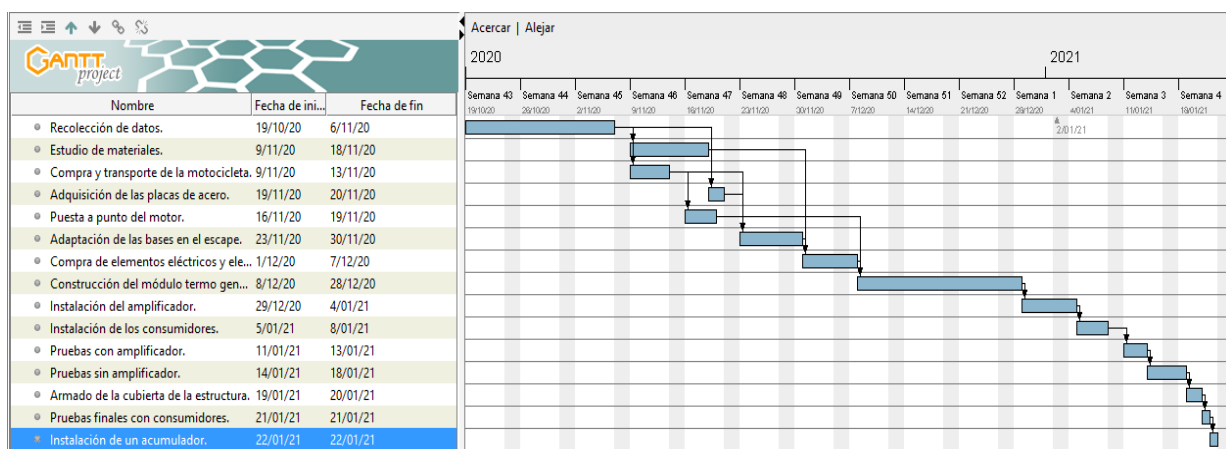 Acercar | Alejar
GANTT
project
2020 2021
Nombre Fecha de ini... Fecha de fin
Semana 43 Semana 44 Semana 45 Semana 46 Semana 47 Semana 48 Semana 49 Semana 50 Semana 51 Semana 52 Semana 1 Semana 2 Semana 3 Semana 4
19/10/20 26/10/20 2/11/20 9/11/20 16/11/20 23/11/20 30/11/20 7/12/20 14/12/20 21/12/20 28/12/20 4/01/21 11/01/21 18/01/21
Recolección de datos. 19/10/20 6/11/20
2/01/21
Estudio de materiales. 9/11/20 18/11/20
Compra y transporte de la motocicleta. 9/11/20 13/11/20
Adquisición de las placas de acero. 19/11/20 20/11/20
Puesta a punto del motor. 16/11/20 19/11/20
Adaptación de las bases en el escape. 23/11/20 30/11/20
Compra de elementos eléctricos y ele... 1/12/20 7/12/20
Construcción del módulo termo gen... 8/12/20 28/12/20
Instalación del amplificador. 29/12/20 4/01/21
Instalación de los consumidores. 5/01/21 8/01/21
Pruebas con amplificador. 11/01/21 13/01/21
Pruebas sin amplificador. 14/01/21 18/01/21
Armado de la cubierta de la estructura. 19/01/21 20/01/21
Pruebas finales con consumidores. 21/01/21 21/01/21
Instalación de un acumulador. 22/01/21 22/01/21